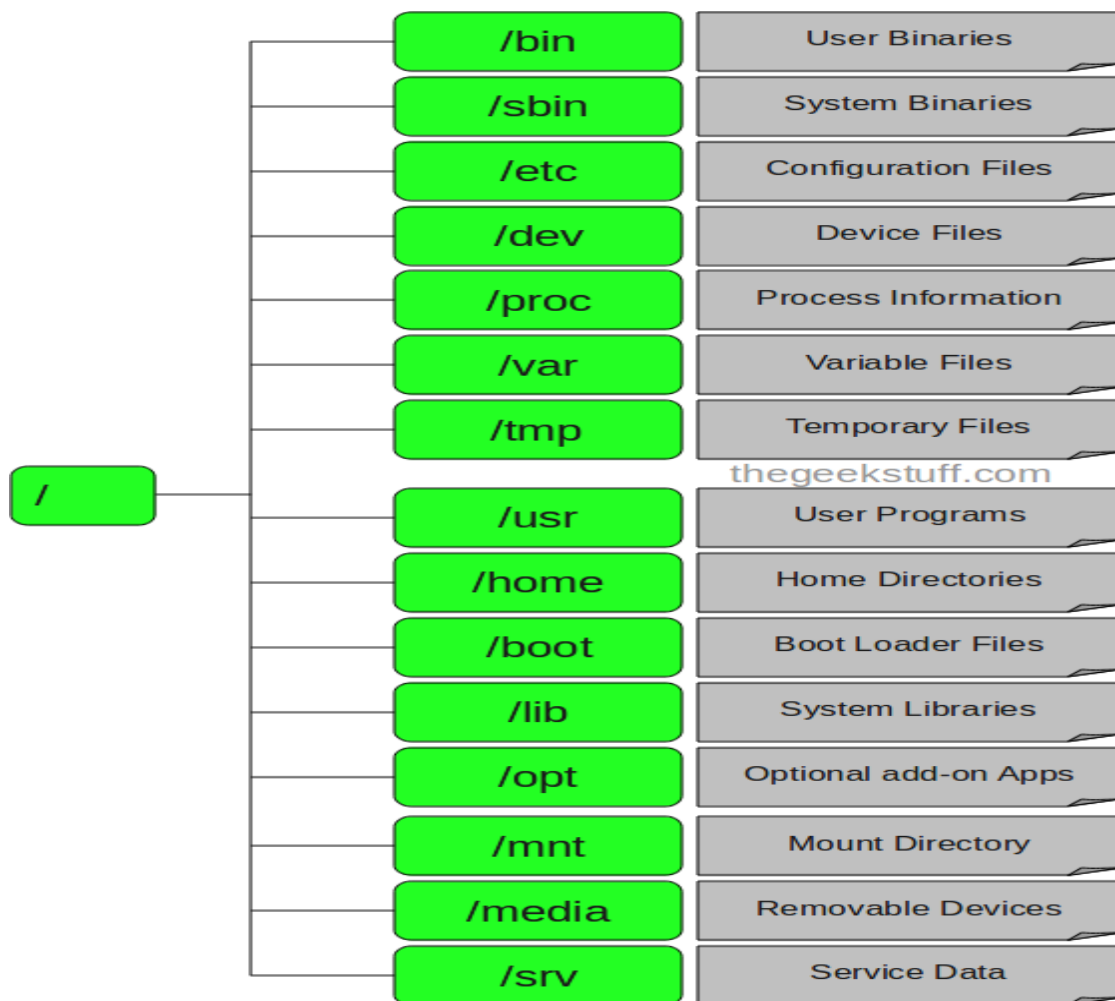 /bin User Binaries
/sbin System Binaries
/etc Configuration Files
/dev Device Files
/proc Process Information
/var Variable Files
/tmp Temporary Files
thegeekstuff.com
/
/usr User Programs
/home Home Directories
/boot Boot Loader Files
/lib System Libraries
/opt Optional add-on Apps
/mnt Mount Directory
/media Removable Devices
/srv Service Data